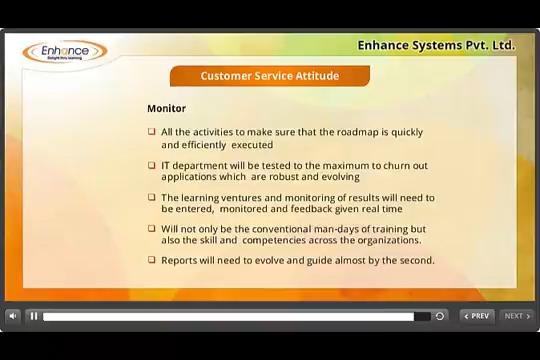 Enhance
Delight thru learning
Enhance Systems Pvt. Ltd.
Customer Service Attitude
Monitor
All the activities to make sure that the roadmap is quickly
and efficiently executed
IT department will be tested to the maximum to churn out
applications which are robust and evolving
The learning ventures and monitoring of results will need to
be entered, monitored and feedback given real time
Will not only be the conventional man-days of training but
also the skill and competencies across the organizations.
Reports will need to evolve and guide almost by the second.
PREV
NEXT